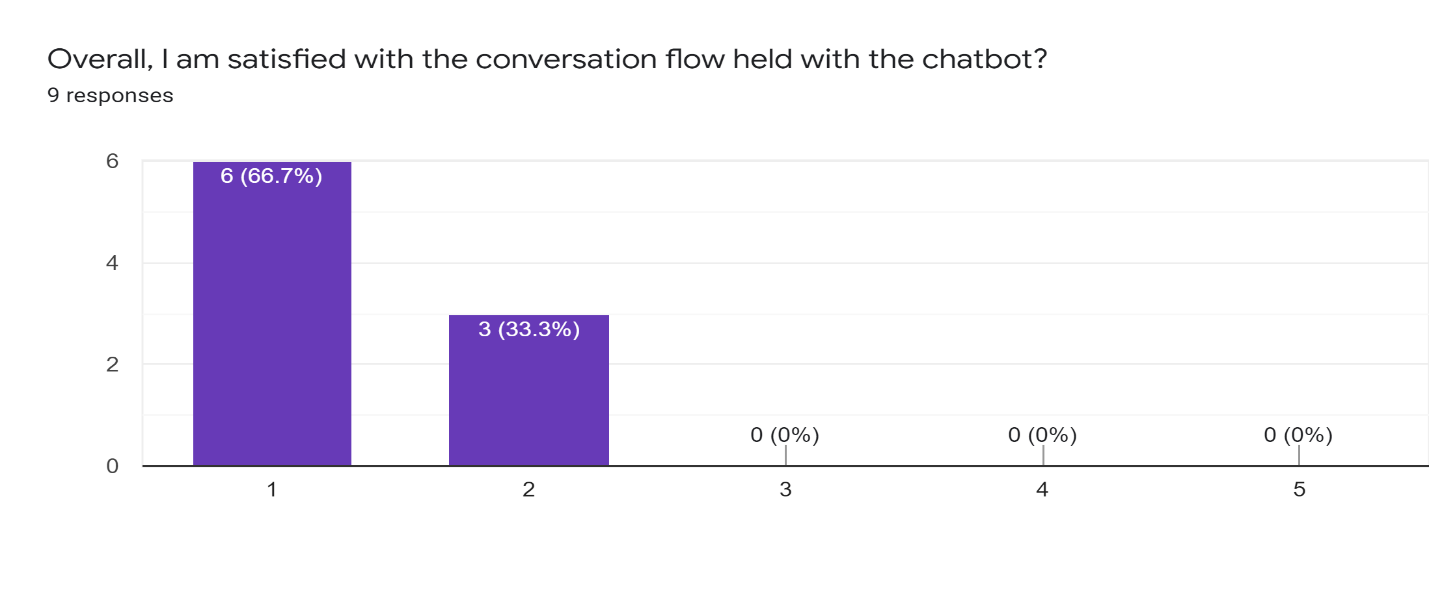 Overall, I am satisfied with the conversation flow held with the chatbot?
9 responses
6
6 (66.7%)
4
3 (33.3%)
2
0 (0%) 0 (0%) 0 (0%)
0
1 2 3 4 5